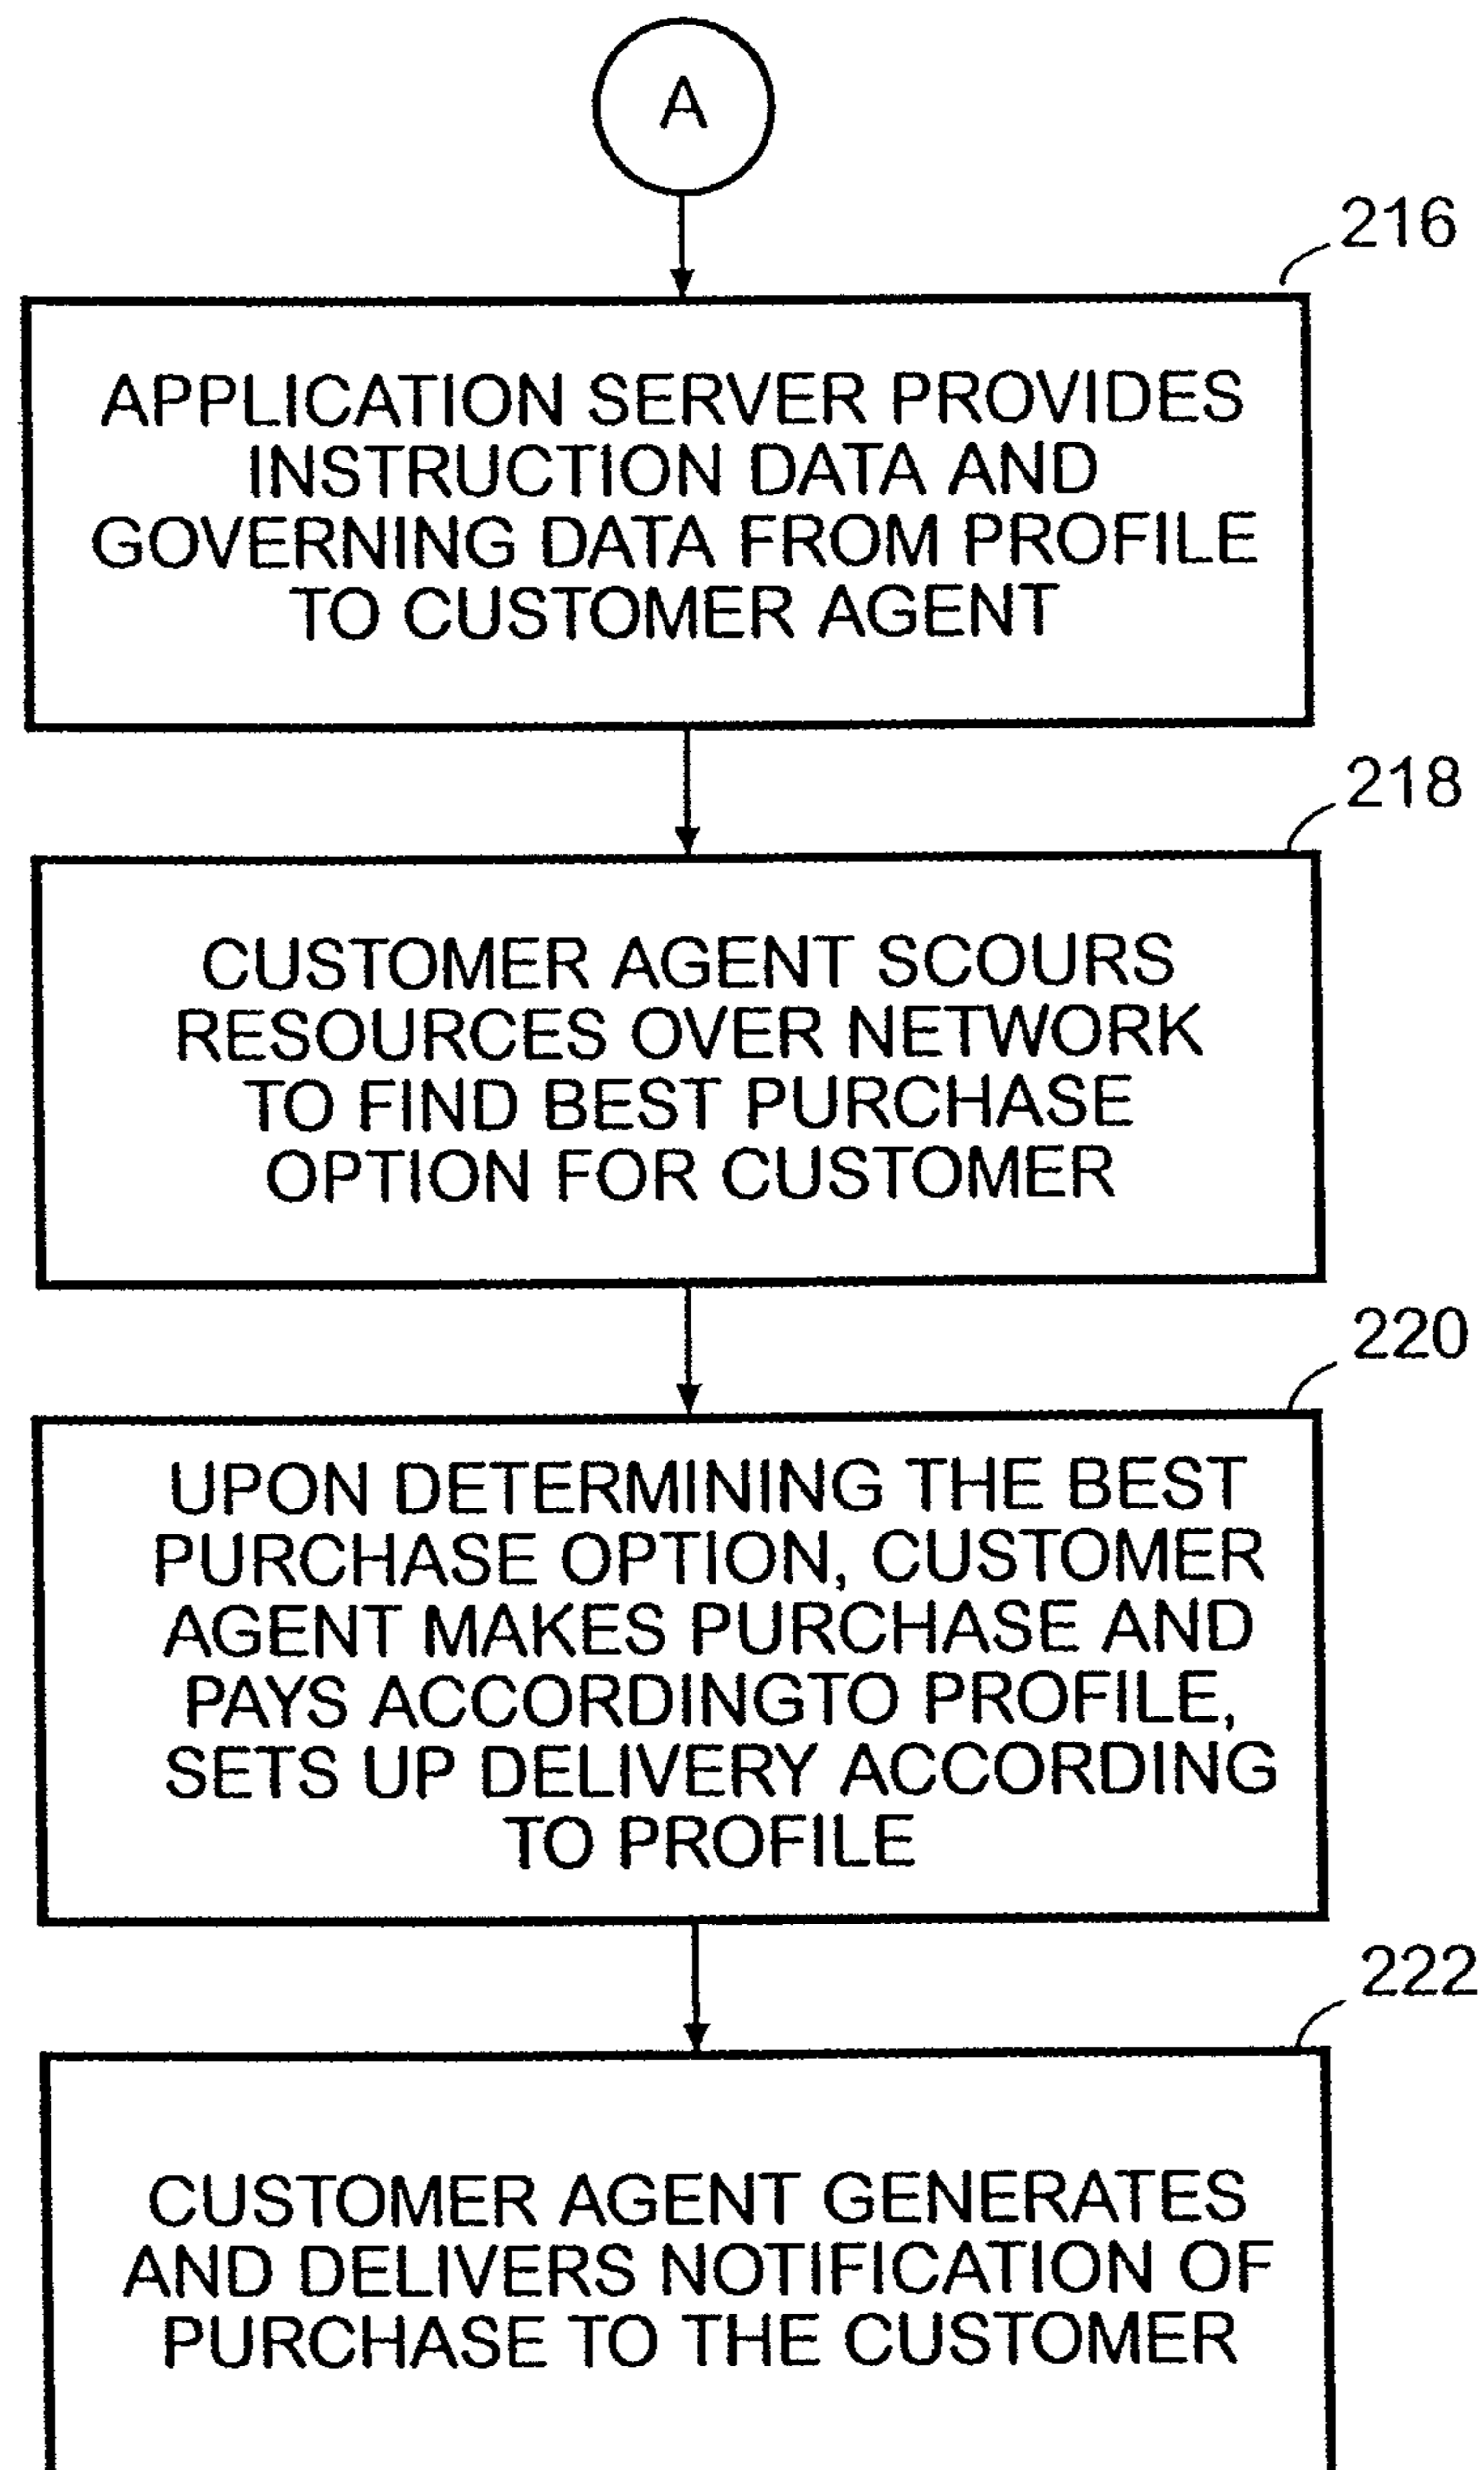 A
216
APPLICATION SERVER PROVIDES
INSTRUCTION DATA AND
GOVERNING DATA FROM PROFILE
TO CUSTOMER AGENT
218
CUSTOMER AGENT SCOURS
RESOURCES OVER NETWORK
TO FIND BEST PURCHASE
OPTION FOR CUSTOMER
220
UPON DETERMINING THE BEST
PURCHASE OPTION, CUSTOMER
AGENT MAKES PURCHASE AND
PAYS ACCORDINGTO PROFILE,
SETS UP DELIVERY ACCORDING
TO PROFILE
222
CUSTOMER AGENT GENERATES
AND DELIVERS NOTIFICATION OF
PURCHASE TO THE CUSTOMER